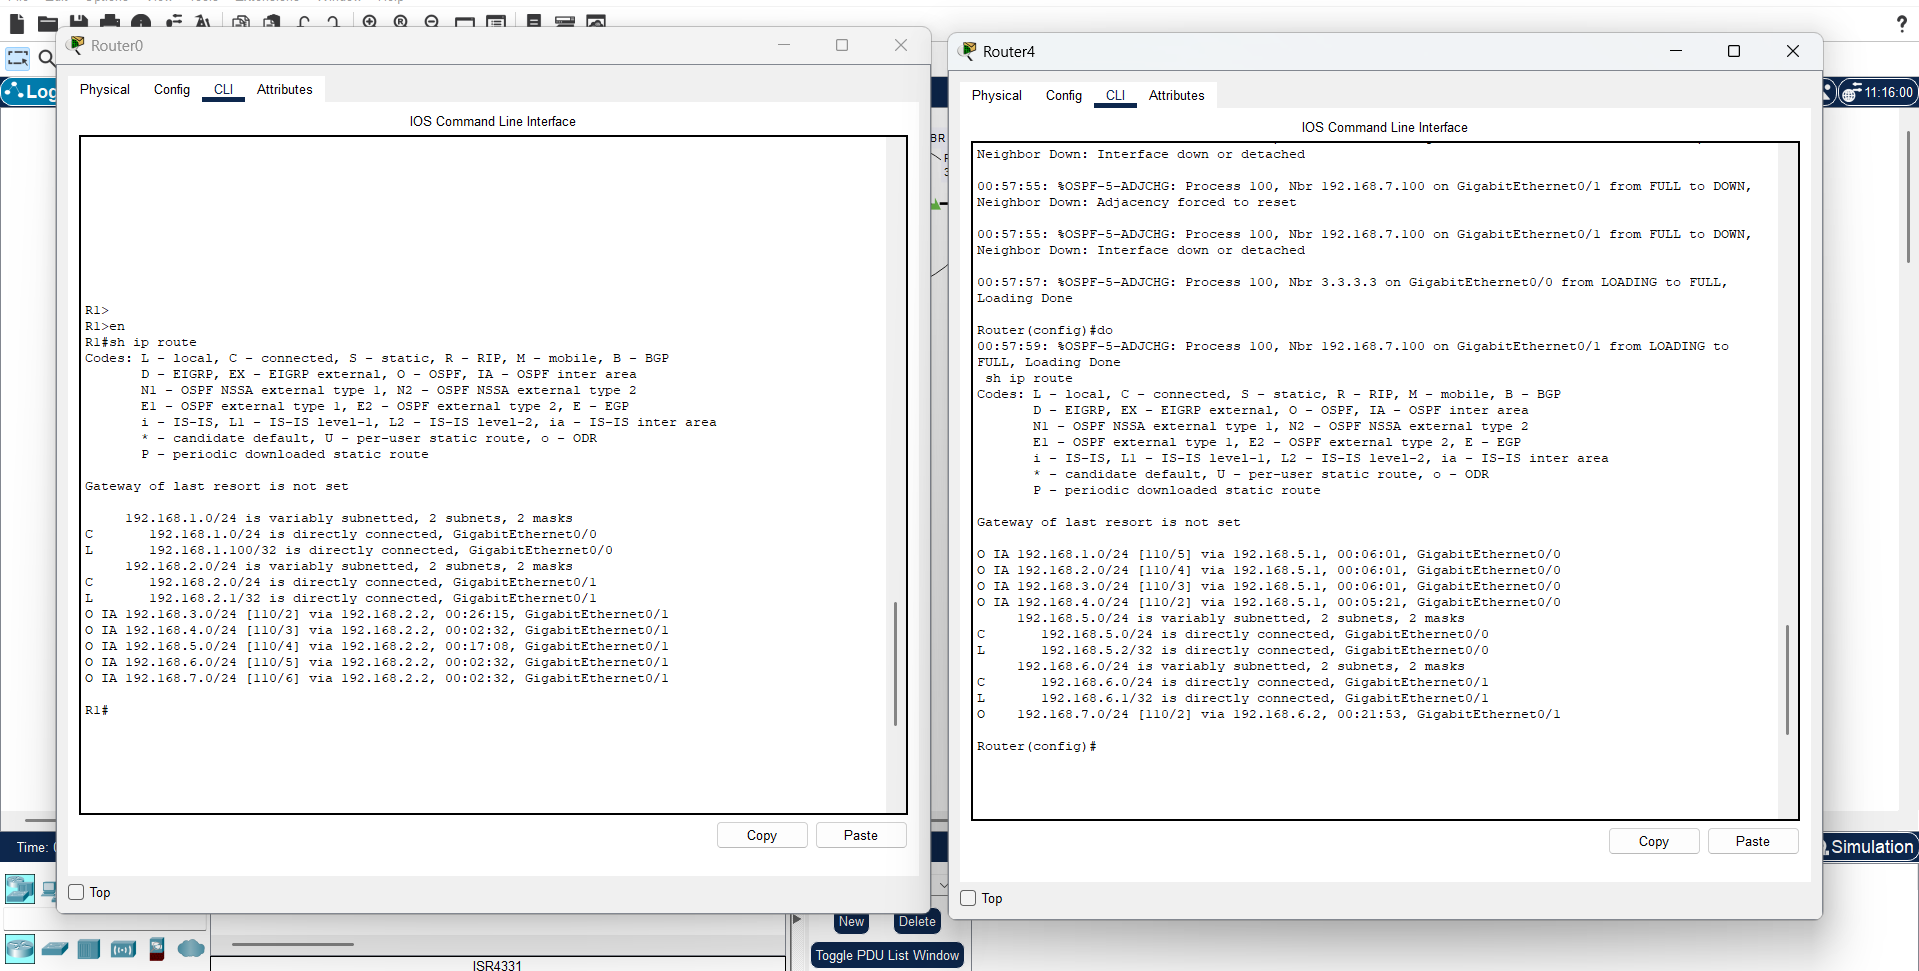 Router0
Physical Config CLI Attributes
IOS Command Line Interface
R1>
R1>en
R1#sh ip route
Codes: L - local, C - connected, S - static, R - RIP, M - mobile, B - BGP
D - EIGRP, EX - EIGRP external, O - OSPF, IA - OSPF inter area
N1 - OSPF NSSA external type 1, N2 - OSPF NSSA external type 2
E1 - OSPF external type 1, E2 - OSPF external type 2, E - EGP
i - IS-IS, L1 - IS-IS level-1, L2 - IS-IS level-2, ia - IS-IS inter area
* - candidate default, U - per-user static route, o - ODR
P - periodic downloaded static route
Gateway of last resort is not set
192.168.1.0/24 is variably subnetted, 2 subnets, 2 masks
C 192.168.1.0/24 is directly connected, GigabitEthernet0/0
L 192.168.1.100/32 is directly connected, GigabitEthernet0/0
192.168.2.0/24 is variably subnetted, 2 subnets, 2 masks
C 192.168.2.0/24 is directly connected, GigabitEthernet0/1
L 192.168.2.1/32 is directly connected, GigabitEthernet0/1
O IA 192.168.3.0/24 [110/2] via 192.168.2.2, 00:26:15, GigabitEthernet0/1
O IA 192.168.4.0/24 [110/3] via 192.168.2.2, 00:02:32, GigabitEthernet0/1
O IA 192.168.5.0/24 [110/4] via 192.168.2.2, 00:17:08, GigabitEthernet0/1
O IA 192.168.6.0/24 [110/5] via 192.168.2.2, 00:02:32, GigabitEthernet0/1
O IA 192.168.7.0/24 [110/6] via 192.168.2.2, 00:02:32, GigabitEthernet0/1
R1#
Copy Paste
Top
Router4
Physical Config CLI Attributes
IOS Command Line Interface
Neighbor Down: Interface down or detached
00:57:55: %OSPF-5-ADJCHG: Process 100, Nbr 192.168.7.100 on GigabitEthernet0/1 from FULL to DOWN,
Neighbor Down: Adjacency forced to reset
00:57:55: %OSPF-5-ADJCHG: Process 100, Nbr 192.168.7.100 on GigabitEthernet0/1 from FULL to DOWN,
Neighbor Down: Interface down or detached
00:57:57: %OSPF-5-ADJCHG: Process 100, Nbr 3.3.3.3 on GigabitEthernet0/0 from LOADING to FULL,
Loading Done
Router(config)#do
00:57:59: %OSPF-5-ADJCHG: Process 100, Nbr 192.168.7.100 on GigabitEthernet0/1 from LOADING to
FULL, Loading Done
sh ip route
Codes: L - local, C - connected, S - static, R - RIP, M - mobile, B - BGP
D - EIGRP, EX - EIGRP external, O - OSPF, IA - OSPF inter area
N1 - OSPF NSSA external type 1, N2 - OSPF NSSA external type 2
E1 - OSPF external type 1, E2 - OSPF external type 2, E - EGP
i - IS-IS, L1 - IS-IS level-1, L2 - IS-IS level-2, ia - IS-IS inter area
* - candidate default, U - per-user static route, o - ODR
P - periodic downloaded static route
Gateway of last resort is not set
O IA 192.168.1.0/24 [110/5] via 192.168.5.1, 00:06:01, GigabitEthernet0/0
O IA 192.168.2.0/24 [110/4] via 192.168.5.1, 00:06:01, GigabitEthernet0/0
O IA 192.168.3.0/24 [110/3] via 192.168.5.1, 00:06:01, GigabitEthernet0/0
O IA 192.168.4.0/24 [110/2] via 192.168.5.1, 00:05:21, GigabitEthernet0/0
192.168.5.0/24 is variably subnetted, 2 subnets, 2 masks
C 192.168.5.0/24 is directly connected, GigabitEthernet0/0
L 192.168.5.2/32 is directly connected, GigabitEthernet0/0
192.168.6.0/24 is variably subnetted, 2 subnets, 2 masks
C 192.168.6.0/24 is directly connected, GigabitEthernet0/1
L 192.168.6.1/32 is directly connected, GigabitEthernet0/1
O 192.168.7.0/24 [110/2] via 192.168.6.2, 00:21:53, GigabitEthernet0/1
Router(config)#
Copy Paste
Top
Log
BR
11:16:00
Time:
Simulation
New Delete
Toggle PDU List Window
ISR4331